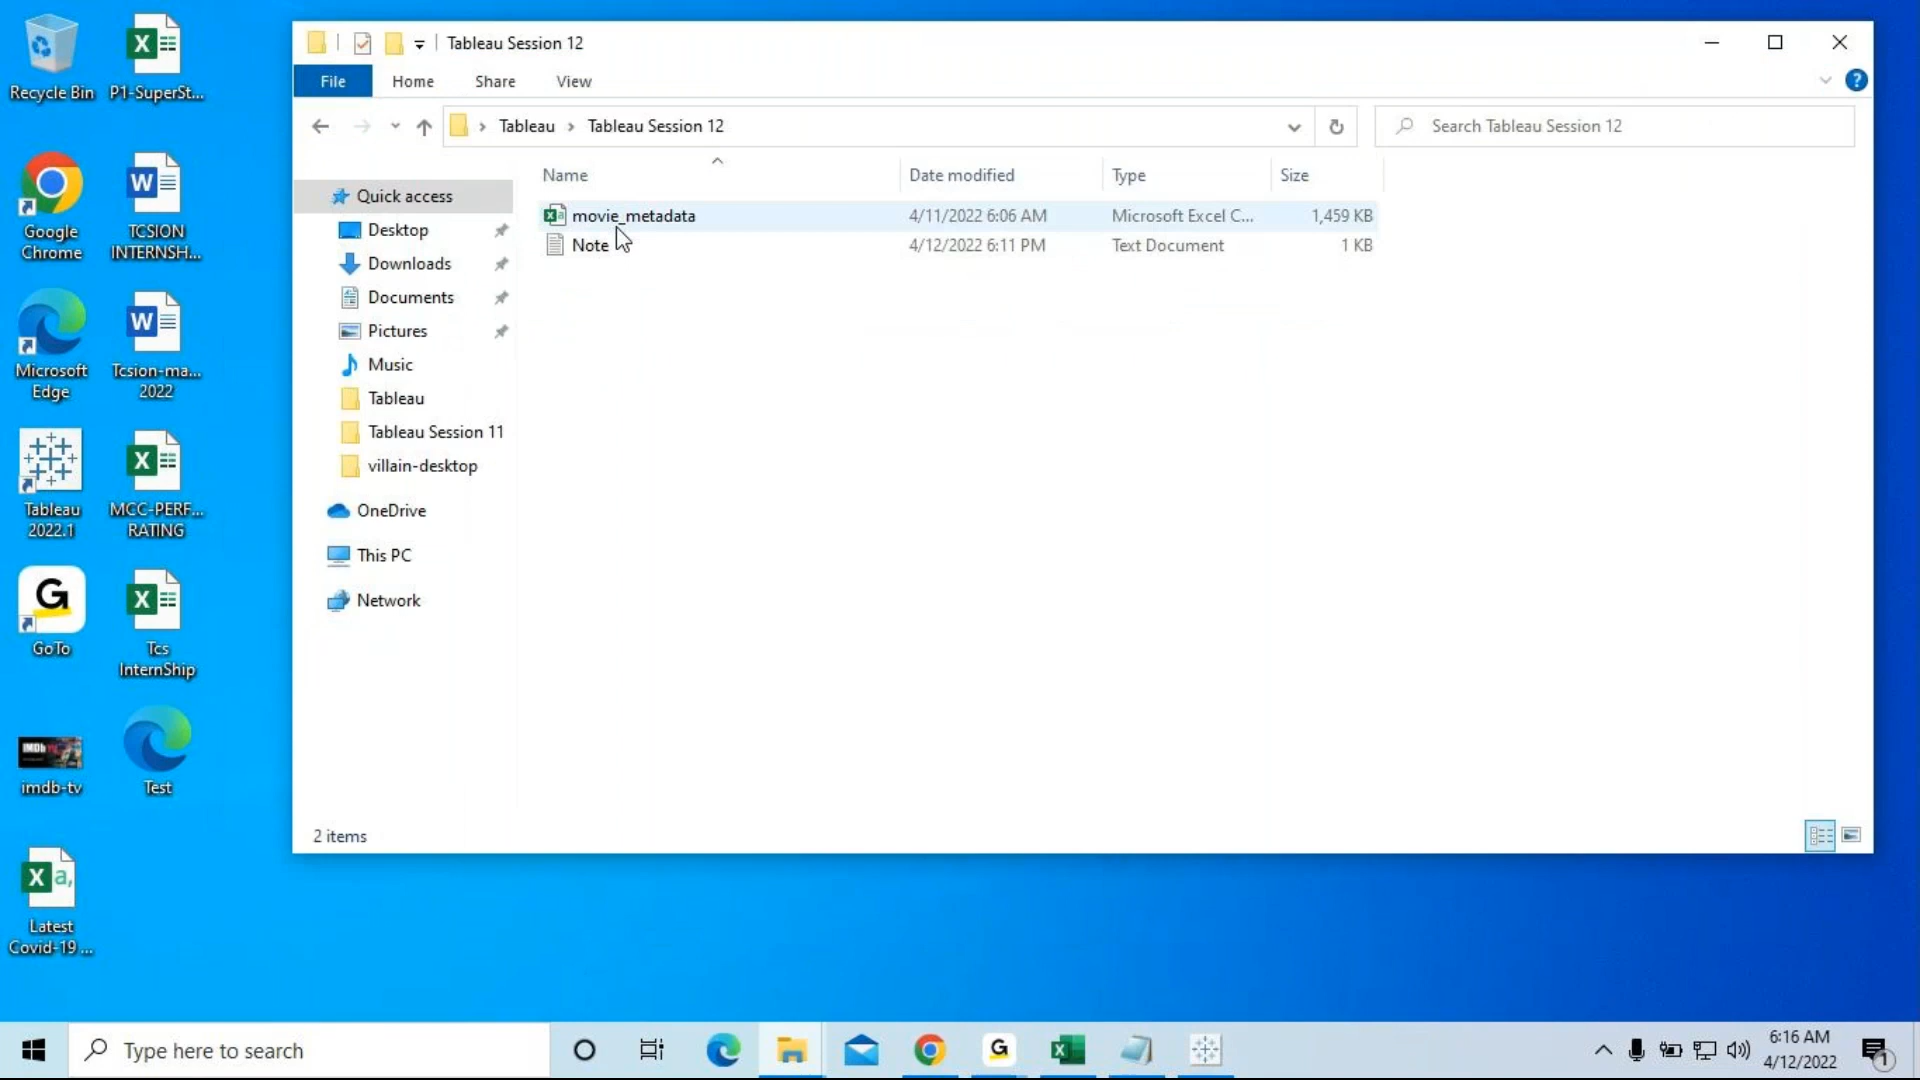 Tableau Session 12
File Home Share View
Tableau Tableau Session 12
Search Tableau Session 12
Name Date modified Type Size
movie_metadata 4/11/2022 6:06 AM Microsoft Excel C... 1,459 KB
Note 4/12/2022 6:11 PM Text Document 1 KB
Quick access
Desktop
Downloads
Documents
Pictures
Music
Tableau
Tableau Session 11
villain-desktop
OneDrive
This PC
Network
2 items
Recycle Bin
P1-SuperSt...
Google
Chrome
TCSION
INTERNSH...
Microsoft
Edge
Tcsion-ma...
2022
Tableau
2022.1
MCC-PERF...
RATING
GoTo
Tcs
InternShip
imdb-tv
Test
Latest
Covid-19 ...
Type here to search
6:16 AM
4/12/2022
1